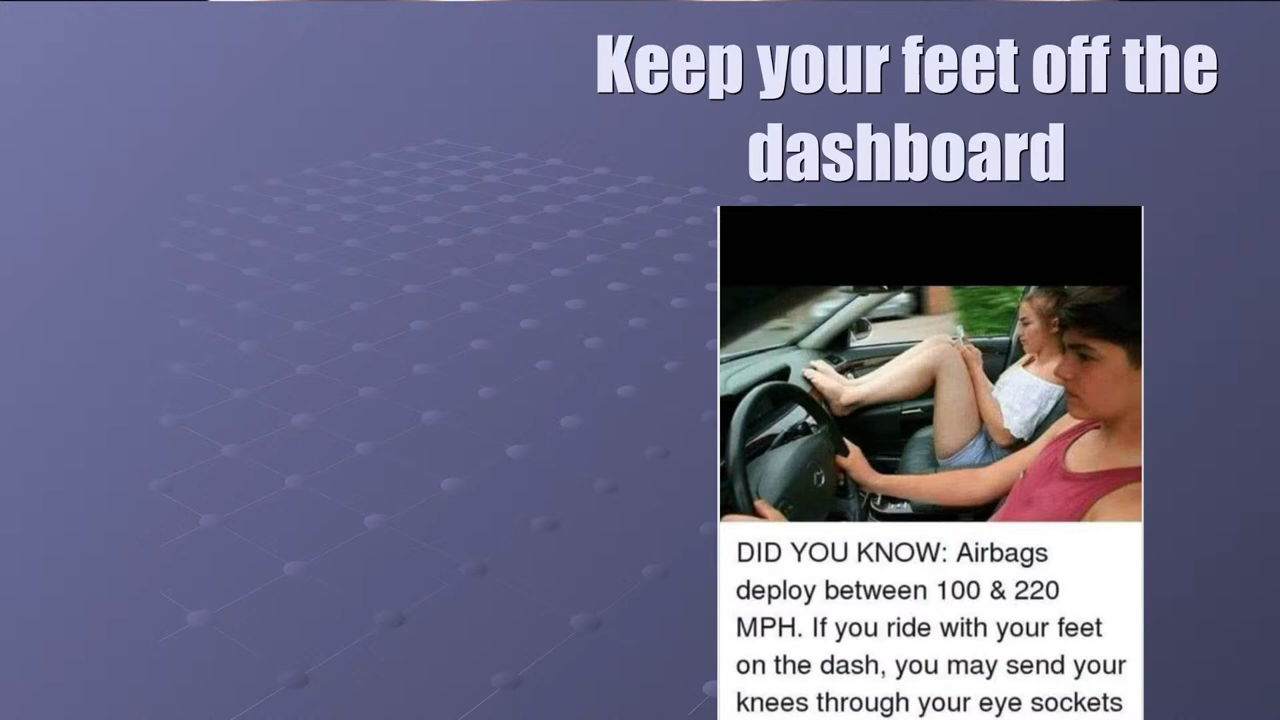 Keep your feet off the
dashboard
DID YOU KNOW: Airbags
deploy between 100 & 220
MPH. If you ride with your feet
on the dash, you may send your
knees through your eye sockets